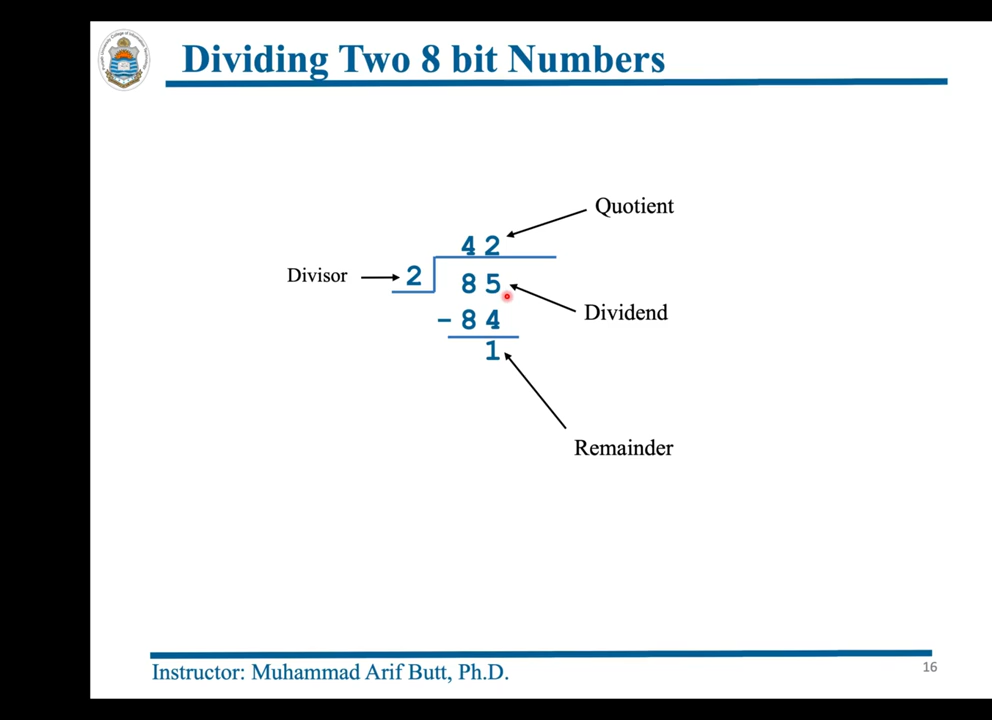 Dividing Two 8 bit Numbers
Quotient
4 2
Divisor
2
8 5
Dividend
- 8 4
1
Remainder
Instructor: Muhammad Arif Butt, Ph.D.
16